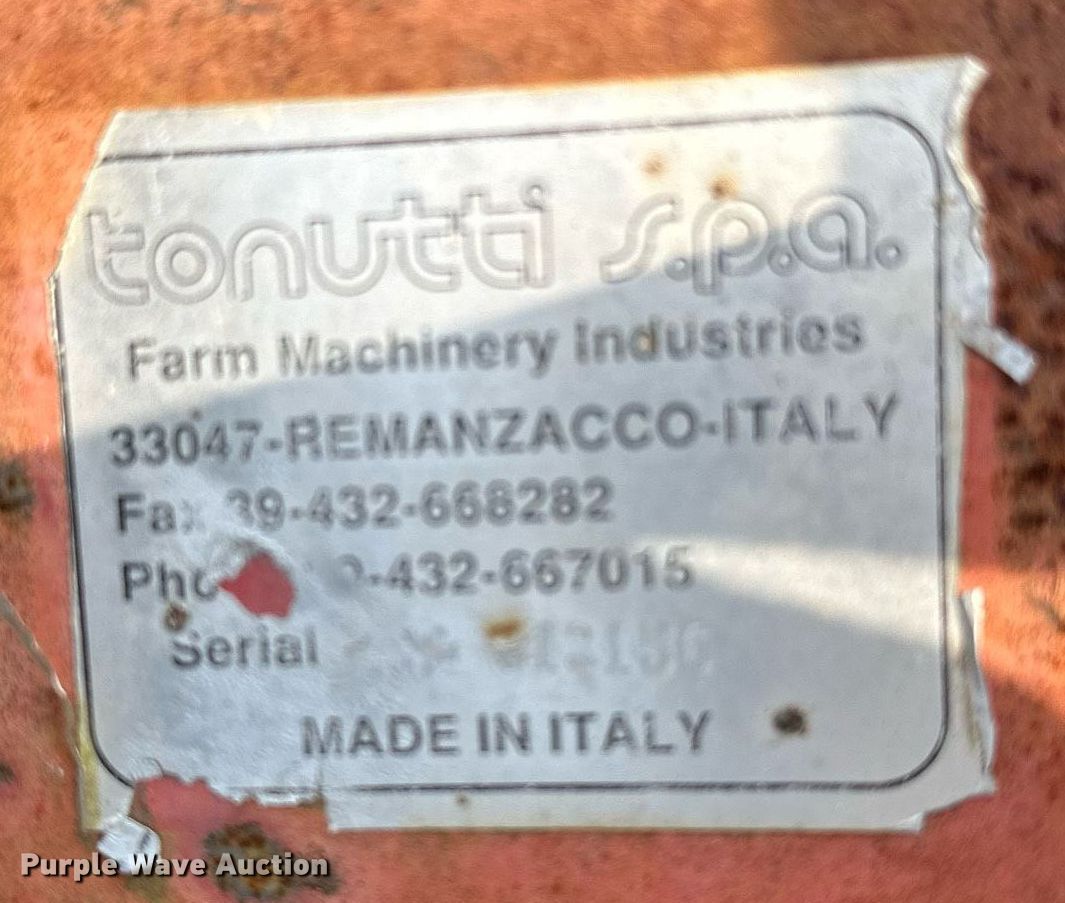 tonutti s.p.a.
Farm Machinery Industries
33047-REMANZACCO-ITALY
Fax 39-432-668282
-432-667015
Serial
MADE IN ITALY
Purple Wave Auction